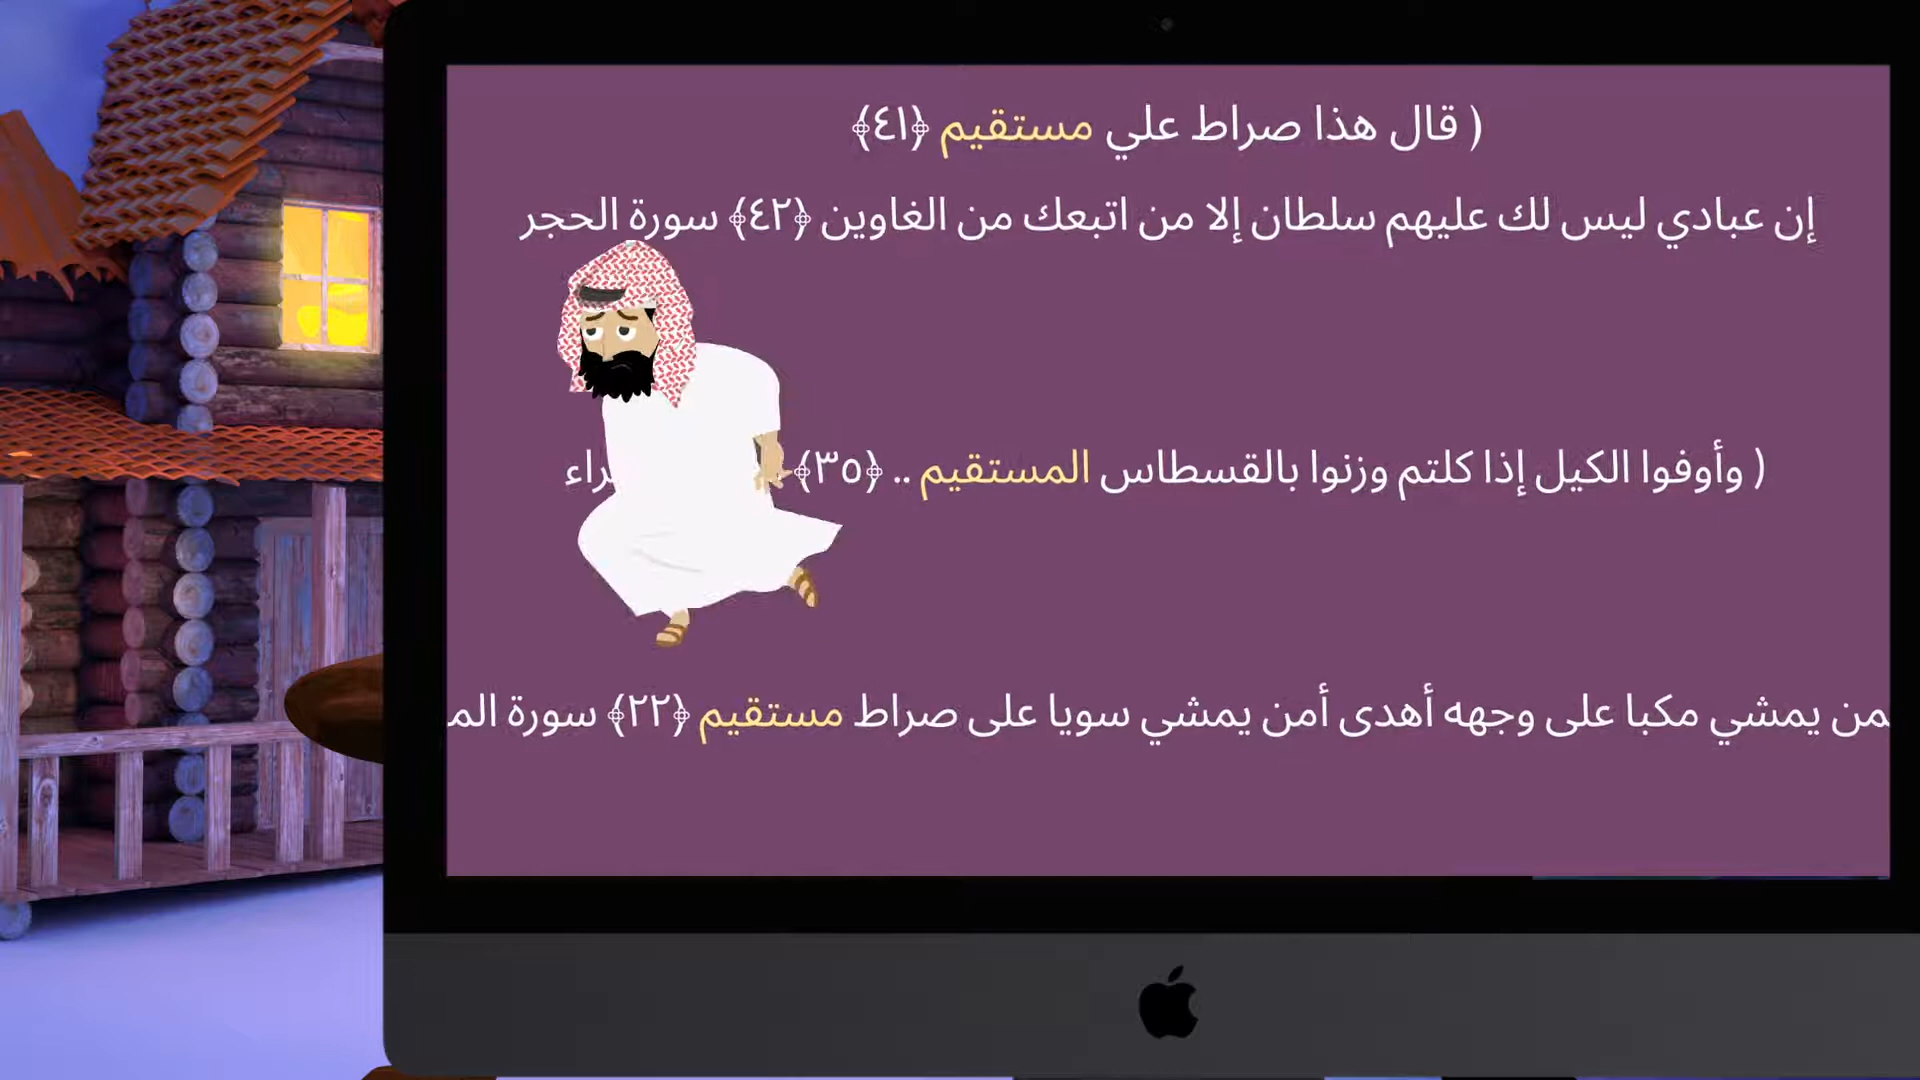 ( قال هذا صراط علي مستقيم ﴿٤١﴾
إن عبادي ليس لك عليهم سلطان إلا من اتبعك من الغاوين ﴿٤٢﴾ سورة الحجر
( وأوفوا الكيل إذا كلتم وزنوا بالقسطاس المستقيم .. ﴿٣٥﴾
يمشي مكبا على وجهه أهدى أمن يمشي سويا على صراط مستقيم ﴿٢٢﴾ سورة